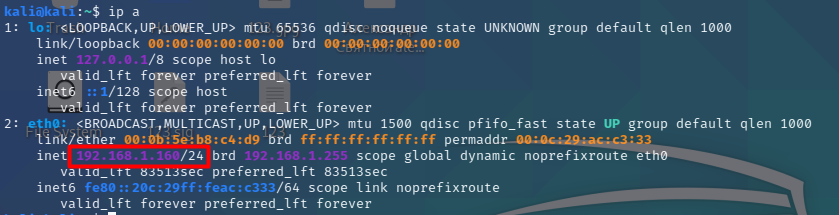 kali@kali:~$ ip a
1: lo: <LOOPBACK,UP,LOWER_UP> mtu 65536 qdisc noqueue state UNKNOWN group default qlen 1000
link/loopback 00:00:00:00:00:00 brd 00:00:00:00:00:00
inet 127.0.0.1/8 scope host lo
valid_lft forever preferred_lft forever
inet6 ::1/128 scope host
valid_lft forever preferred_lft forever
2: eth0: <BROADCAST,MULTICAST,UP,LOWER_UP> mtu 1500 qdisc pfifo_fast state UP group default qlen 1000
link/ether 00:0b:5e:b8:c4:d9 brd ff:ff:ff:ff:ff:ff permaddr 00:0c:29:ac:c3:33
inet 192.168.1.160/24 brd 192.168.1.255 scope global dynamic noprefixroute eth0
valid_lft 83513sec preferred_lft 83513sec
inet6 fe80::20c:29ff:feac:c333/64 scope link noprefixroute
valid_lft forever preferred_lft forever
File System